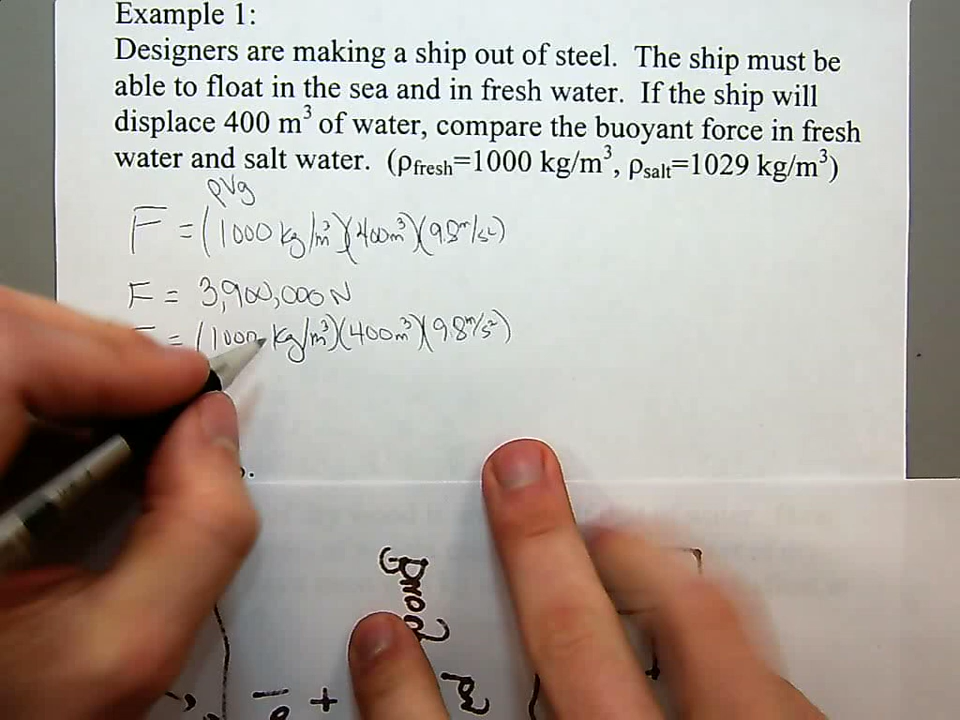 Example 1:
Designers are making a ship out of steel. The ship must be
able to float in the sea and in fresh water. If the ship will
displace 400 m³ of water, compare the buoyant force in fresh
water and salt water. (ρfresh=1000 kg/m³, ρsalt=1029 kg/m³)
ρVg
F = (1000 kg/m³)(400m³)(9.8m/s²)
F = 3,900,000N
= (1000 kg/m³)(400m³)(9.8m/s²)